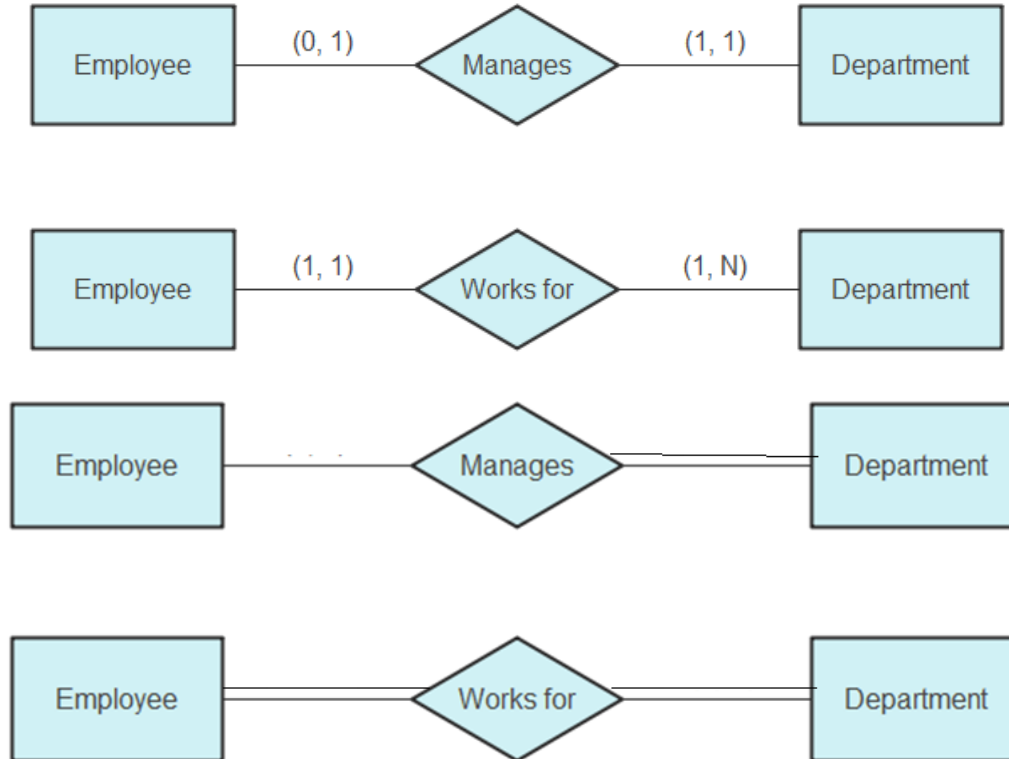 (0, 1) (1, 1)
Employee Manages Department
(1, 1) (1, N)
Employee Works for Department
Employee Manages Department
Employee Works for Department